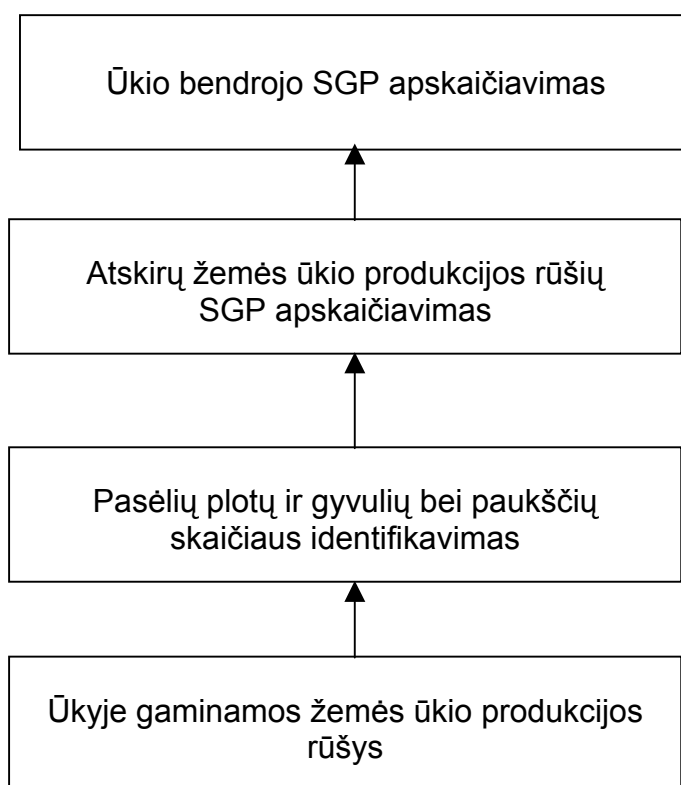 Ūkio bendrojo SGP apskaičiavimas
Atskirų žemės ūkio produkcijos rūšių
SGP apskaičiavimas
Pasėlių plotų ir gyvulių bei paukščių
skaičiaus identifikavimas
Ūkyje gaminamos žemės ūkio produkcijos
rūšys